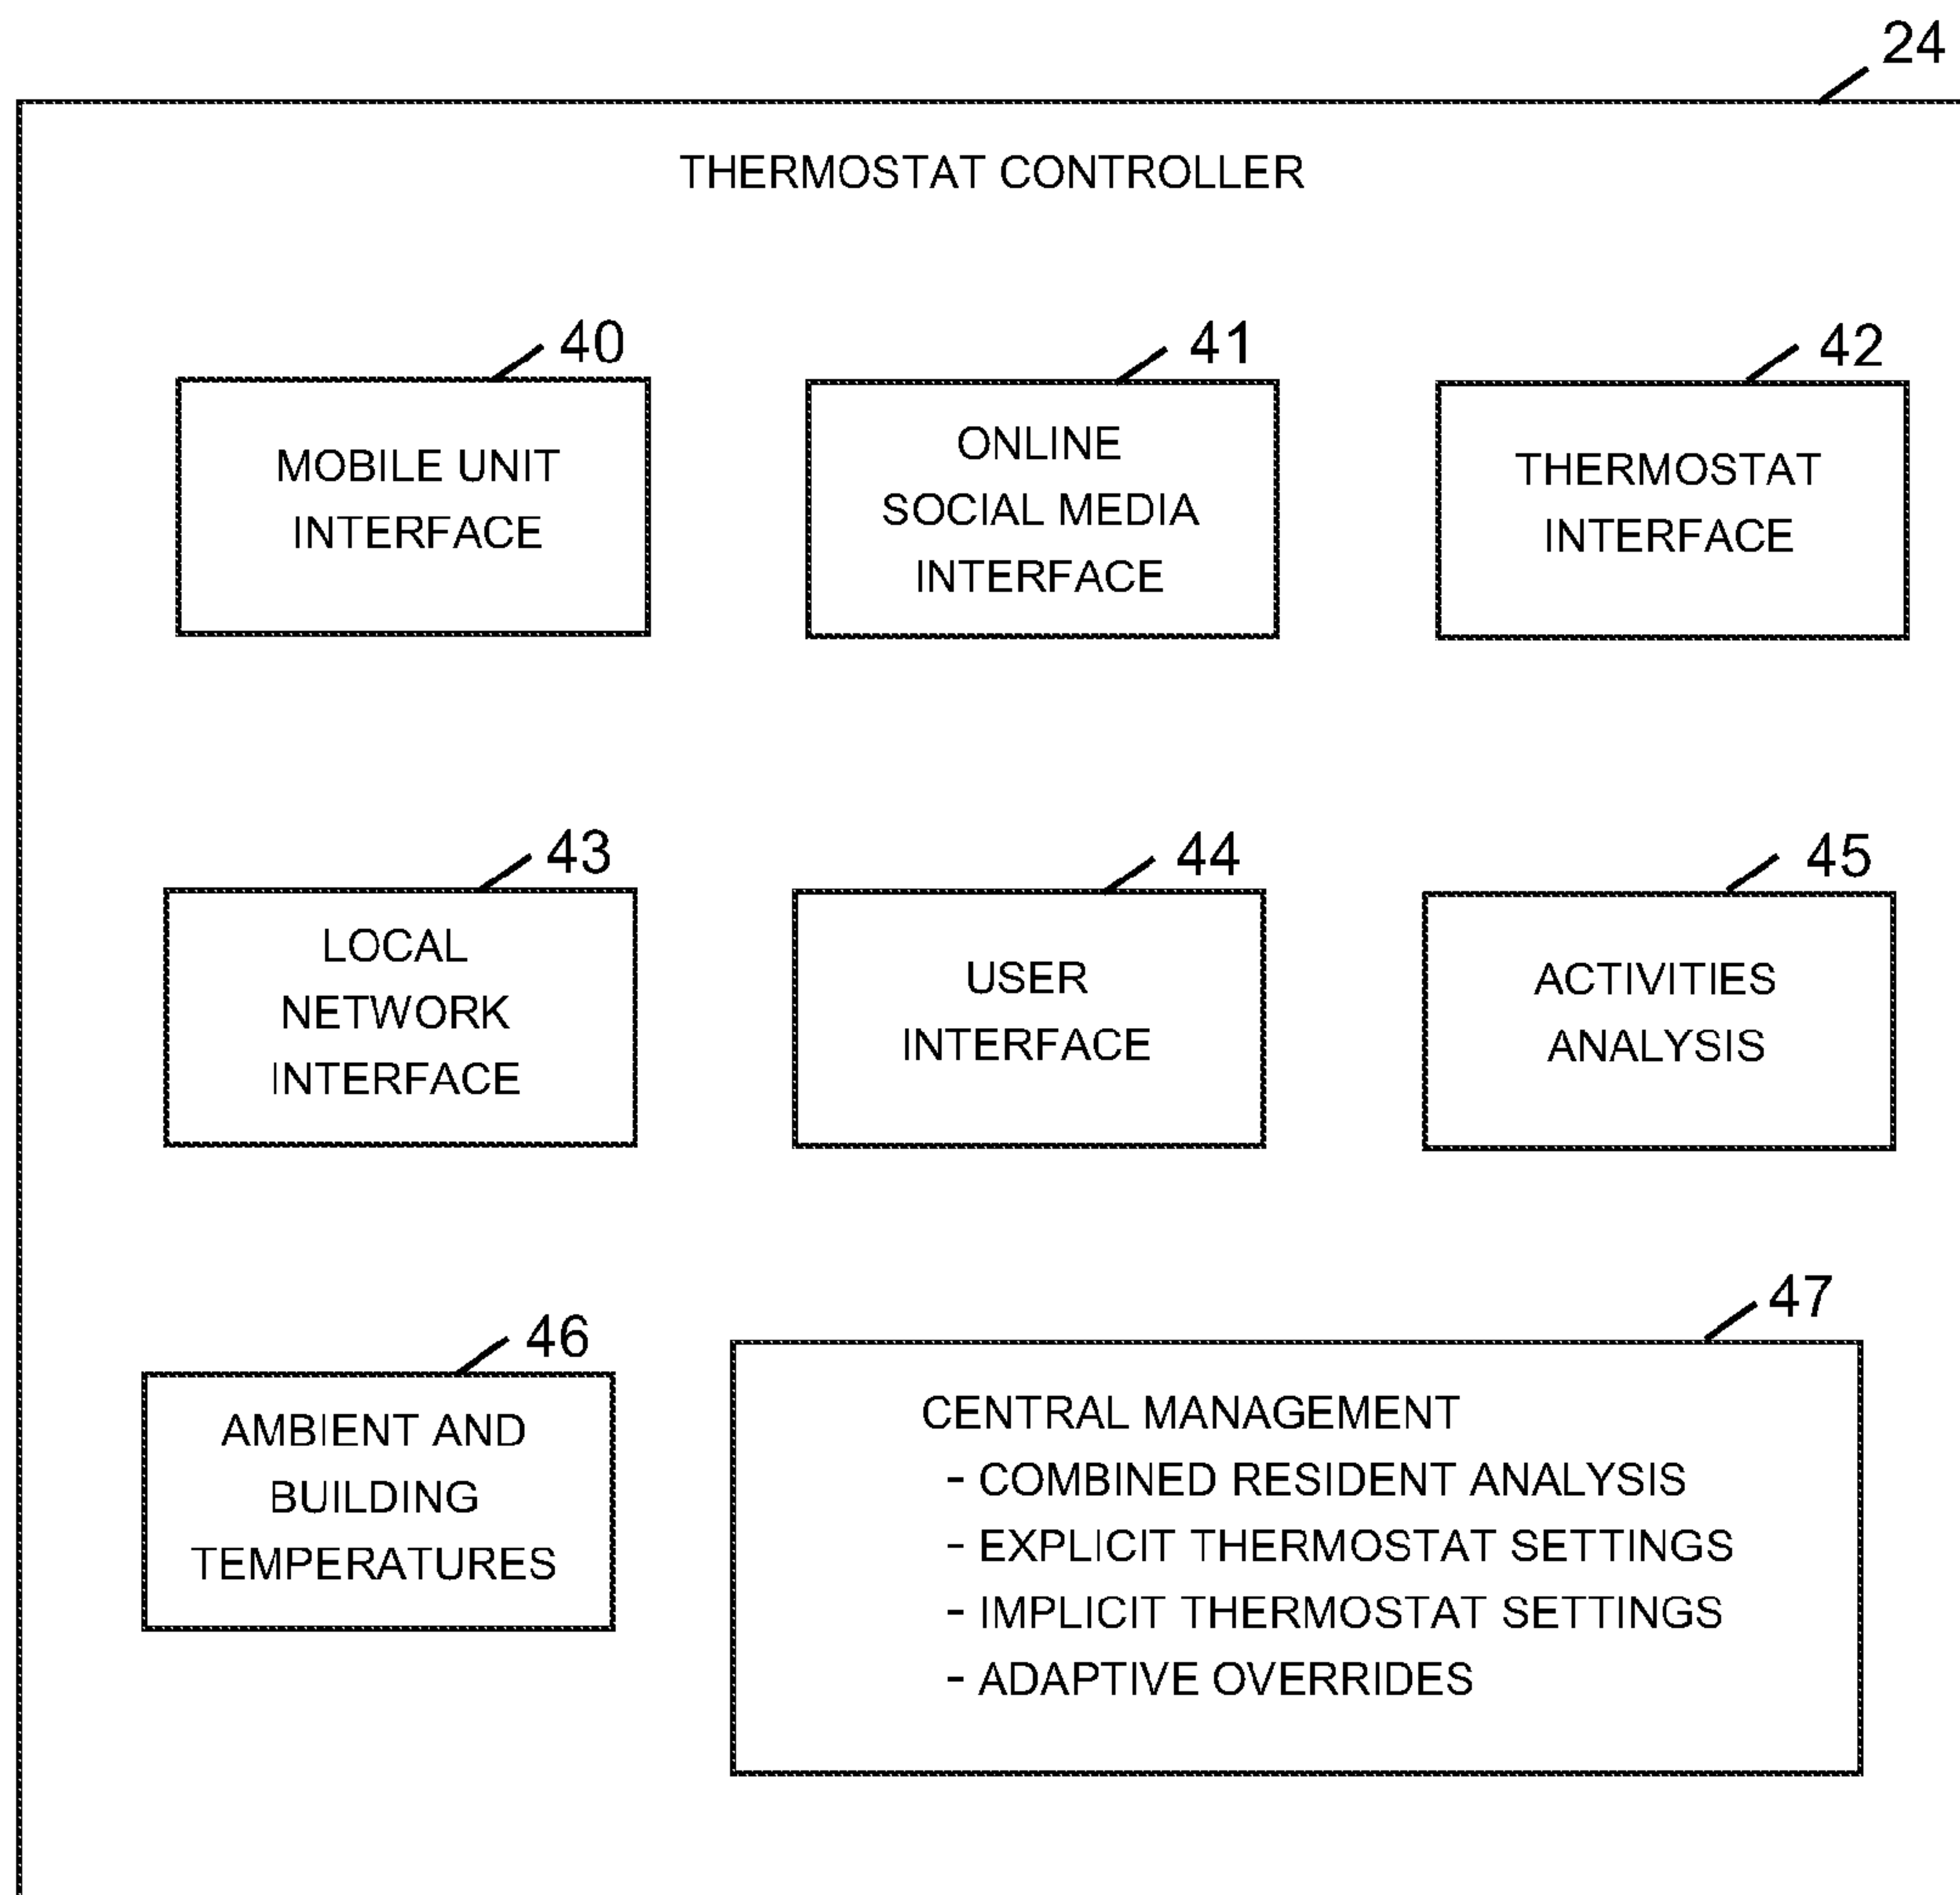 24
THERMOSTAT CONTROLLER
40
MOBILE UNIT
INTERFACE
41
ONLINE
SOCIAL MEDIA
INTERFACE
42
THERMOSTAT
INTERFACE
43
LOCAL
NETWORK
INTERFACE
44
USER
INTERFACE
45
ACTIVITIES
ANALYSIS
46
AMBIENT AND
BUILDING
TEMPERATURES
47
CENTRAL MANAGEMENT
- COMBINED RESIDENT ANALYSIS
- EXPLICIT THERMOSTAT SETTINGS
- IMPLICIT THERMOSTAT SETTINGS
- ADAPTIVE OVERRIDES